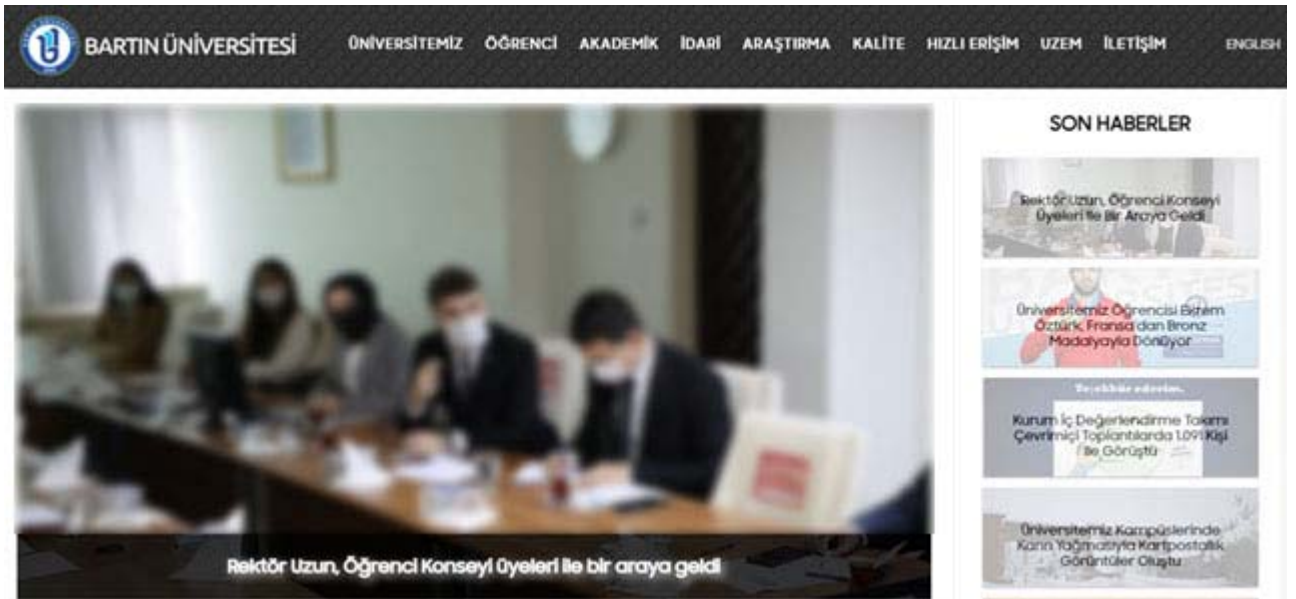 BARTIN ÜNİVERSİTESİ
ÜNİVERSİTEMİZ ÖĞRENCİ AKADEMİK İDARİ ARAŞTIRMA KALİTE HIZLI ERİŞİM UZEM İLETİŞİM ENGLISH
Rektör Uzun, Öğrenci Konseyi Üyeleri ile bir araya geldi
SON HABERLER
Rektör Uzun, Öğrenci Konseyi
Üyeleri İle Bir Araya Geldi
Üniversitemiz Öğrencisi
Öztürk, Fransa'dan Bronz
Madalyayla Dönüyor
Teşekkür ederim.
Kurum İç Değerlendirme Takımı
Çevrimiçi Toplantılarda 1.091 Kişi
İle Görüştü
Üniversitemiz Kampüslerinde
Karın Yağmasıyla Kartpostallık
Görüntüler Oluştu